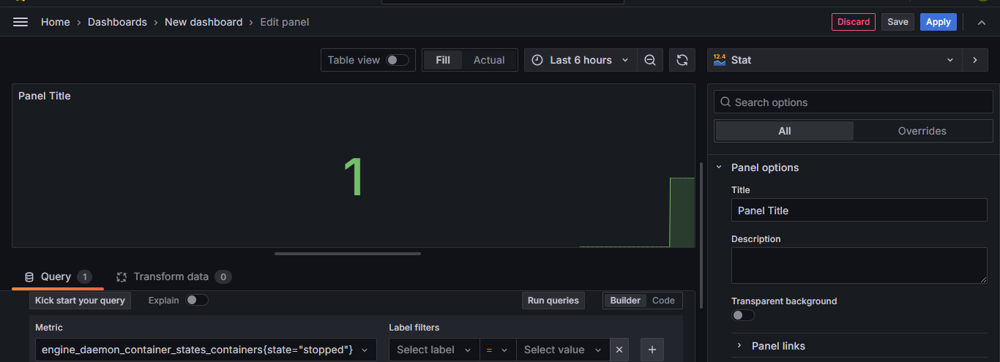 Home › Dashboards › New dashboard › Edit panel
Discard Save Apply
Table view Fill Actual Last 6 hours
12.4 Stat
Panel Title
Search options
All Overrides
1
Panel options
Title
Panel Title
Description
Query 1 Transform data 0
Kick start your query Explain Run queries Builder Code
Transparent background
Metric Label filters
engine_daemon_container_states_containers{state="stopped"} Select label = Select value
Panel links